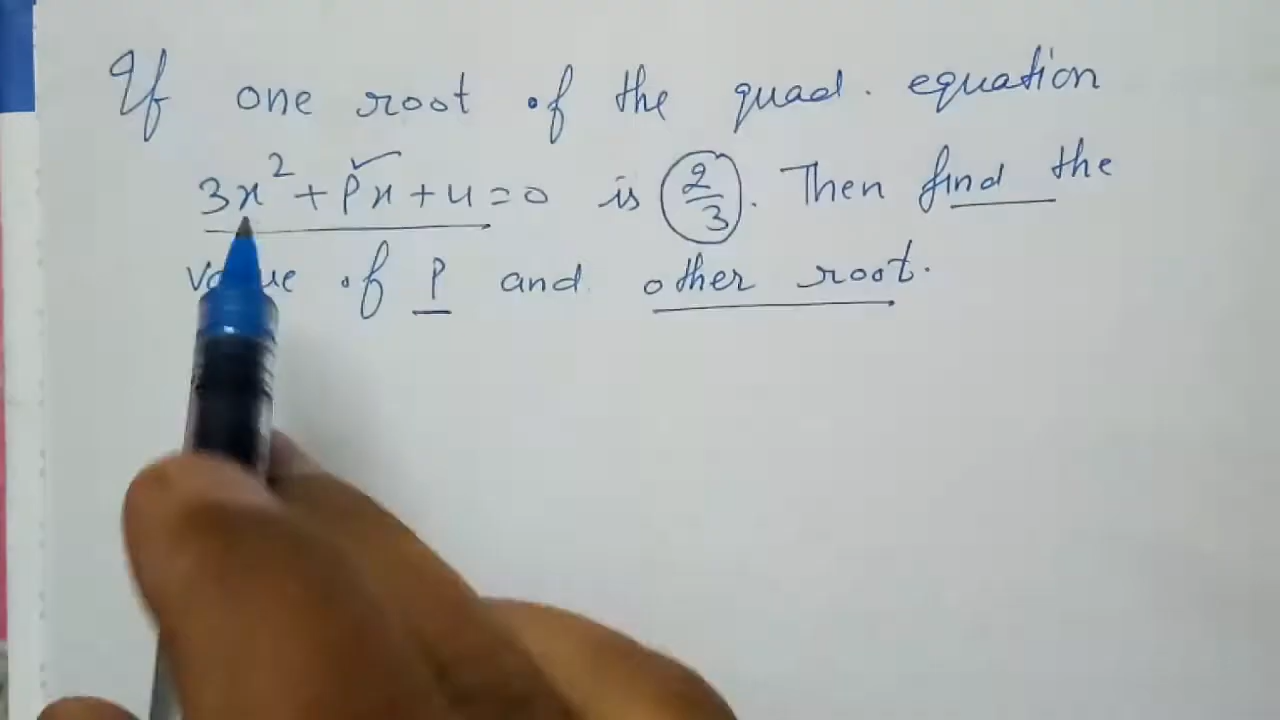 If one root of the quad. equation
3x² + Px + 4 = 0 is 2/3. Then find the
value of P and other root.